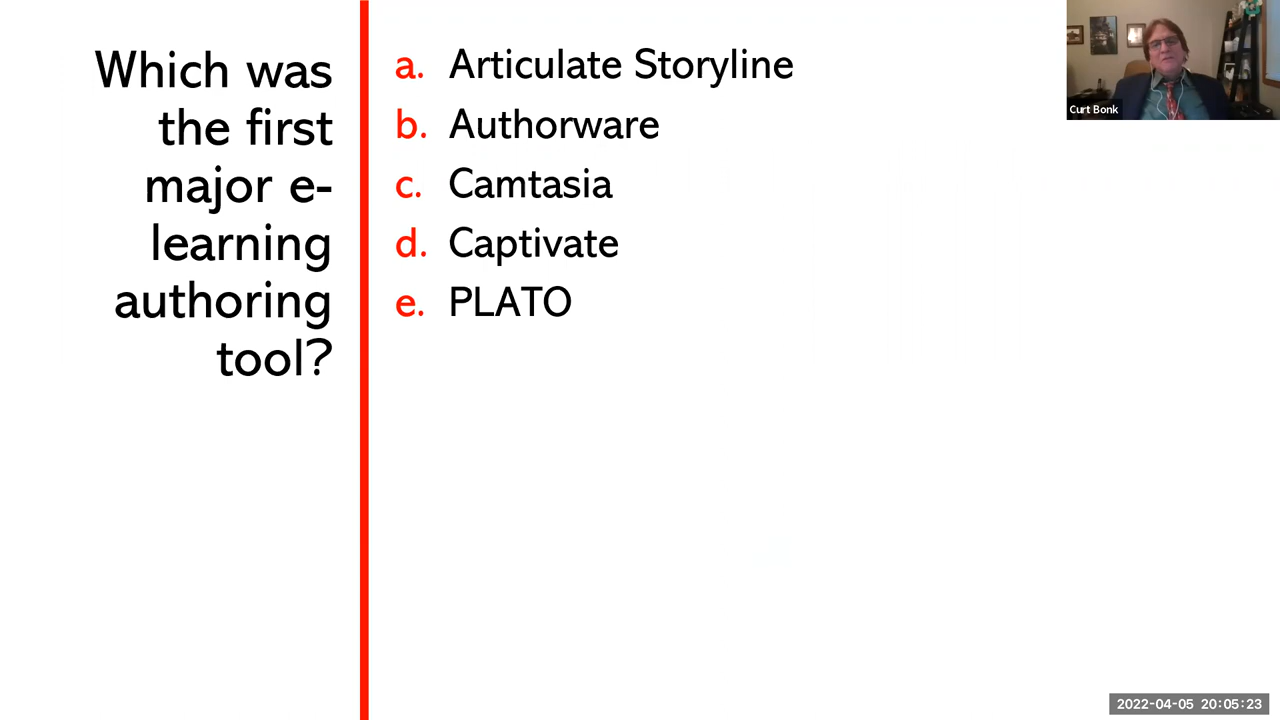 Which was
the first
major e-
learning
authoring
tool?
a. Articulate Storyline
b. Authorware
c. Camtasia
d. Captivate
e. PLATO
Curt Bonk
2022-04-05 20:05:23